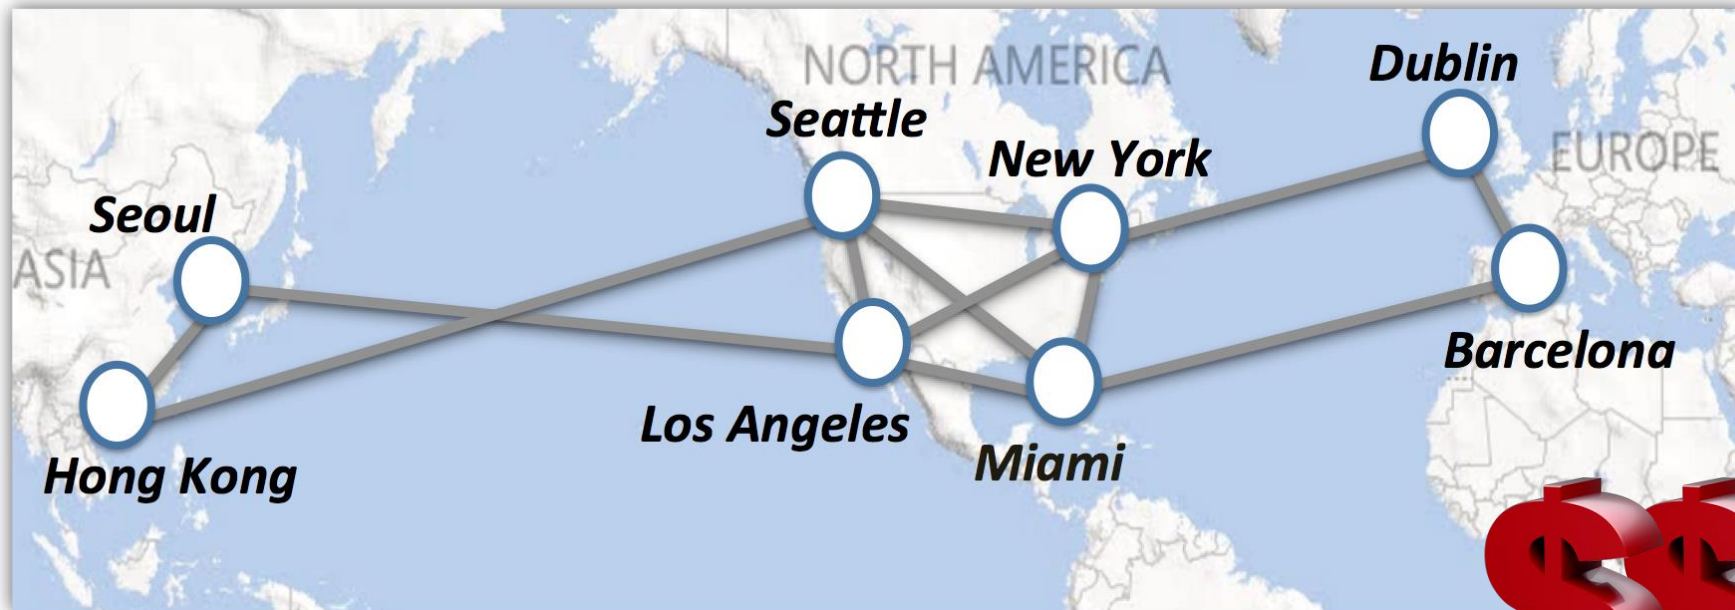 NORTH AMERICA
Dublin
Seattle
New York
EUROPE
Seoul
ASIA
Barcelona
Los Angeles
Miami
Hong Kong
$$